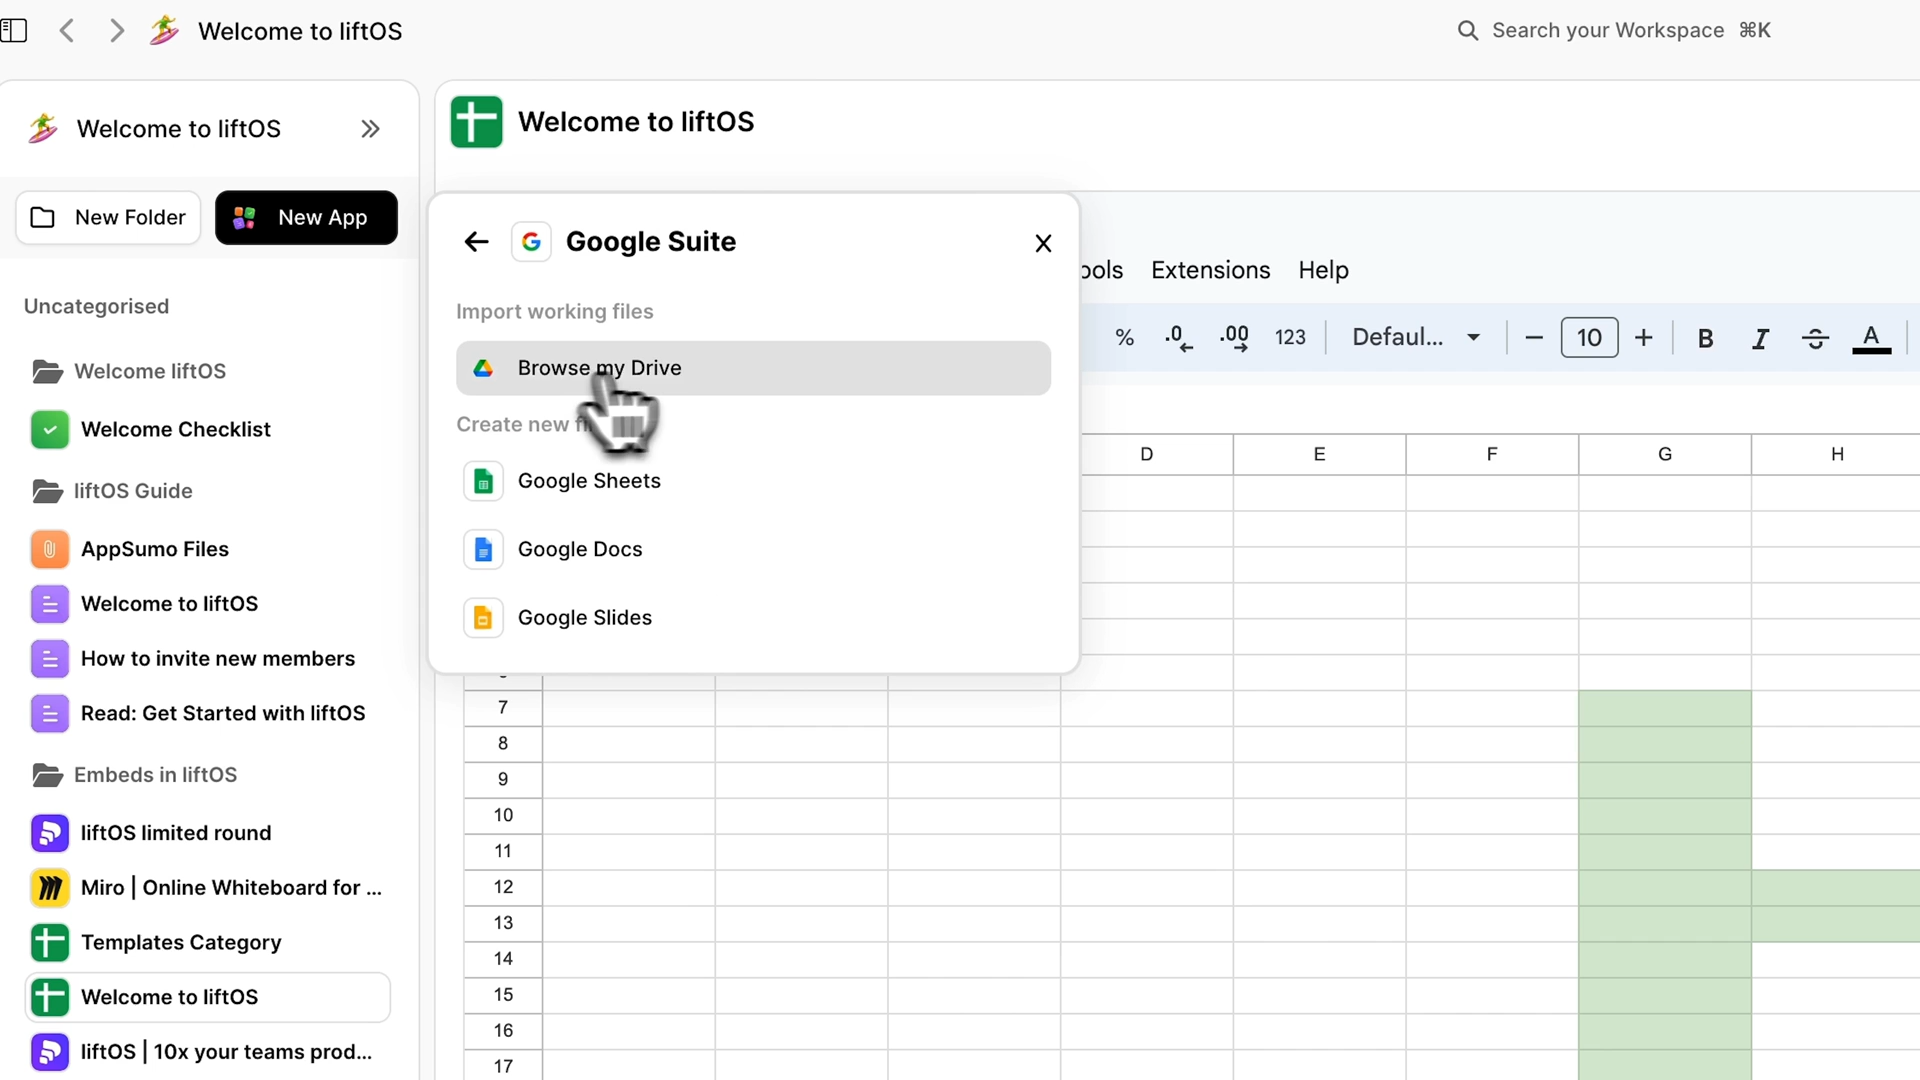 Welcome to liftOS
Search your Workspace ⌘K
Welcome to liftOS
New Folder
New App
Uncategorised
Welcome liftOS
Welcome Checklist
liftOS Guide
AppSumo Files
Welcome to liftOS
How to invite new members
Read: Get Started with liftOS
Embeds in liftOS
liftOS limited round
Miro | Online Whiteboard for ...
Templates Category
Welcome to liftOS
liftOS | 10x your teams prod...
Welcome to liftOS
Google Suite
Import working files
Browse my Drive
Create new
Google Sheets
Google Docs
Google Slides
Extensions Help
% .0 .00 123 Defaul... 10 B I S A
D E F G H
7
8
9
10
11
12
13
14
15
16
17